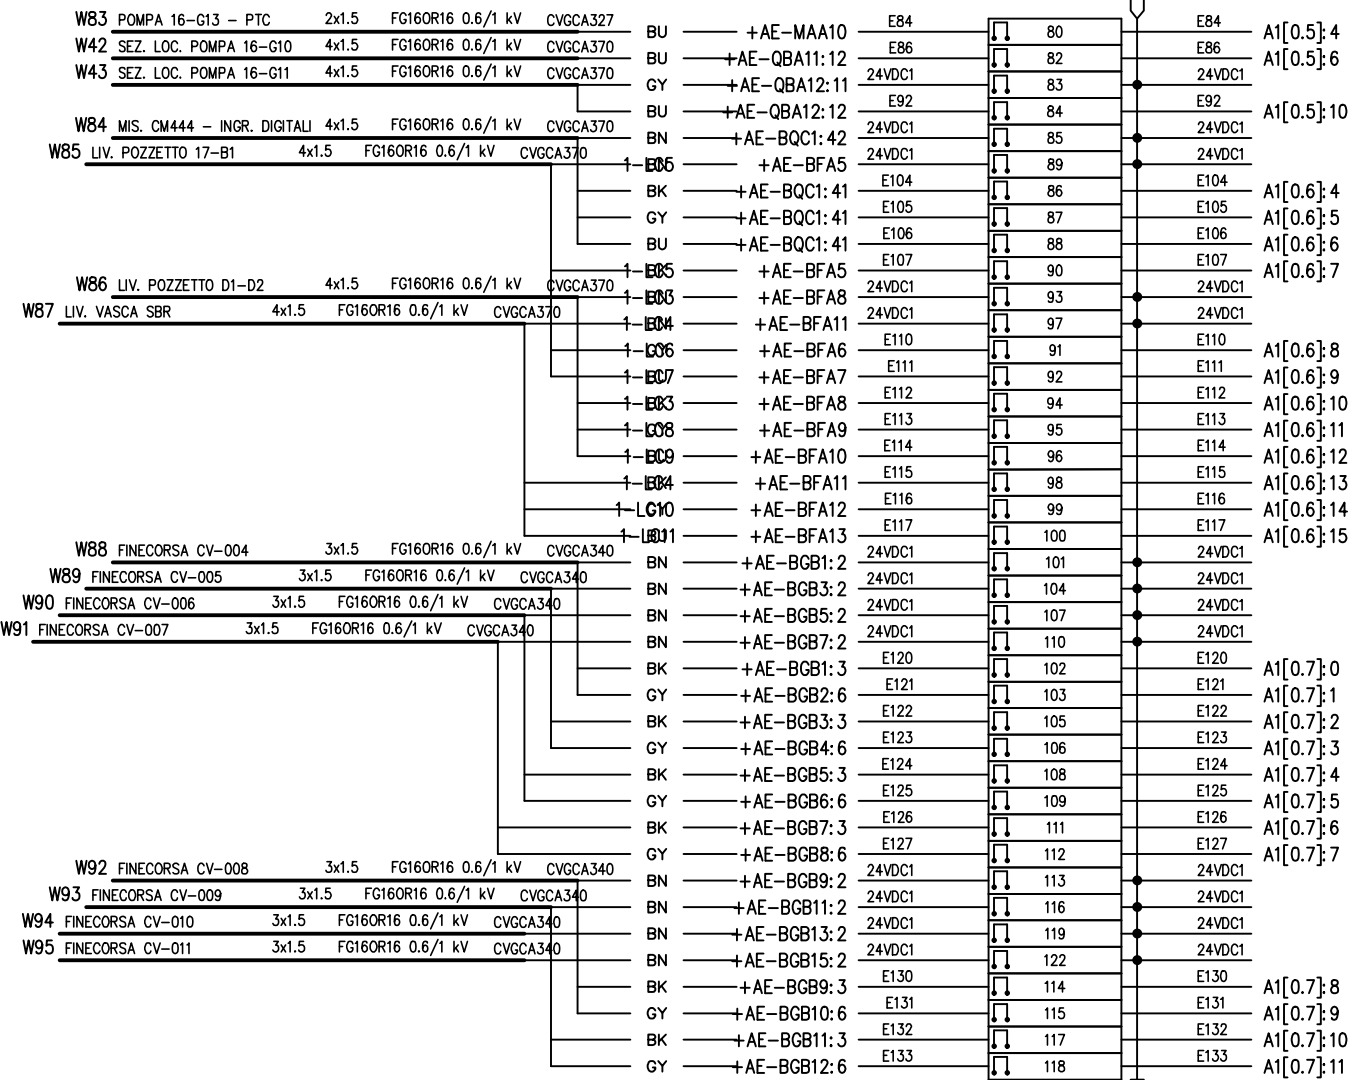 W83 POMPA 16-G13 - PTC 2x1.5 FG16OR16 0.6/1 kV CVGCA327
BU +AE-MAA10 E84 80 E84 A1[0.5]:4
W42 SEZ. LOC. POMPA 16-G10 4x1.5 FG16OR16 0.6/1 kV CVGCA370
BU +AE-QBA11:12 E86 82 E86 A1[0.5]:6
W43 SEZ. LOC. POMPA 16-G11 4x1.5 FG16OR16 0.6/1 kV CVGCA370
GY +AE-QBA12:11 24VDC1 83 24VDC1
BU +AE-QBA12:12 E92 84 E92 A1[0.5]:10
W84 MIS. CM444 - INGR. DIGITALI 4x1.5 FG16OR16 0.6/1 kV CVGCA370
BN +AE-BQC1:42 24VDC1 85 24VDC1
W85 LIV. POZZETTO 17-B1 4x1.5 FG16OR16 0.6/1 kV CVGCA370
+AE-BFA5 24VDC1 89 24VDC1
BK +AE-BQC1:41 E104 86 E104 A1[0.6]:4
GY +AE-BQC1:41 E105 87 E105 A1[0.6]:5
BU +AE-BQC1:41 E106 88 E106 A1[0.6]:6
+AE-BFA5 E107 90 E107 A1[0.6]:7
W86 LIV. POZZETTO D1-D2 4x1.5 FG16OR16 0.6/1 kV CVGCA370
+AE-BFA8 24VDC1 93 24VDC1
W87 LIV. VASCA SBR 4x1.5 FG16OR16 0.6/1 kV CVGCA370
+AE-BFA11 24VDC1 97 24VDC1
+AE-BFA6 E110 91 E110 A1[0.6]:8
+AE-BFA7 E111 92 E111 A1[0.6]:9
+AE-BFA8 E112 94 E112 A1[0.6]:10
+AE-BFA9 E113 95 E113 A1[0.6]:11
+AE-BFA10 E114 96 E114 A1[0.6]:12
+AE-BFA11 E115 98 E115 A1[0.6]:13
+AE-BFA12 E116 99 E116 A1[0.6]:14
+AE-BFA13 E117 100 E117 A1[0.6]:15
W88 FINECORSA CV-004 3x1.5 FG16OR16 0.6/1 kV CVGCA340
BN +AE-BGB1:2 24VDC1 101 24VDC1
W89 FINECORSA CV-005 3x1.5 FG16OR16 0.6/1 kV CVGCA340
BN +AE-BGB3:2 24VDC1 104 24VDC1
W90 FINECORSA CV-006 3x1.5 FG16OR16 0.6/1 kV CVGCA340
BN +AE-BGB5:2 24VDC1 107 24VDC1
W91 FINECORSA CV-007 3x1.5 FG16OR16 0.6/1 kV CVGCA340
BN +AE-BGB7:2 24VDC1 110 24VDC1
BK +AE-BGB1:3 E120 102 E120 A1[0.7]:0
GY +AE-BGB2:6 E121 103 E121 A1[0.7]:1
BK +AE-BGB3:3 E122 105 E122 A1[0.7]:2
GY +AE-BGB4:6 E123 106 E123 A1[0.7]:3
BK +AE-BGB5:3 E124 108 E124 A1[0.7]:4
GY +AE-BGB6:6 E125 109 E125 A1[0.7]:5
BK +AE-BGB7:3 E126 111 E126 A1[0.7]:6
GY +AE-BGB8:6 E127 112 E127 A1[0.7]:7
W92 FINECORSA CV-008 3x1.5 FG16OR16 0.6/1 kV CVGCA340
BN +AE-BGB9:2 24VDC1 113 24VDC1
W93 FINECORSA CV-009 3x1.5 FG16OR16 0.6/1 kV CVGCA340
BN +AE-BGB11:2 24VDC1 116 24VDC1
W94 FINECORSA CV-010 3x1.5 FG16OR16 0.6/1 kV CVGCA340
BN +AE-BGB13:2 24VDC1 119 24VDC1
W95 FINECORSA CV-011 3x1.5 FG16OR16 0.6/1 kV CVGCA340
BN +AE-BGB15:2 24VDC1 122 24VDC1
BK +AE-BGB9:3 E130 114 E130 A1[0.7]:8
GY +AE-BGB10:6 E131 115 E131 A1[0.7]:9
BK +AE-BGB11:3 E132 117 E132 A1[0.7]:10
GY +AE-BGB12:6 E133 118 E133 A1[0.7]:11